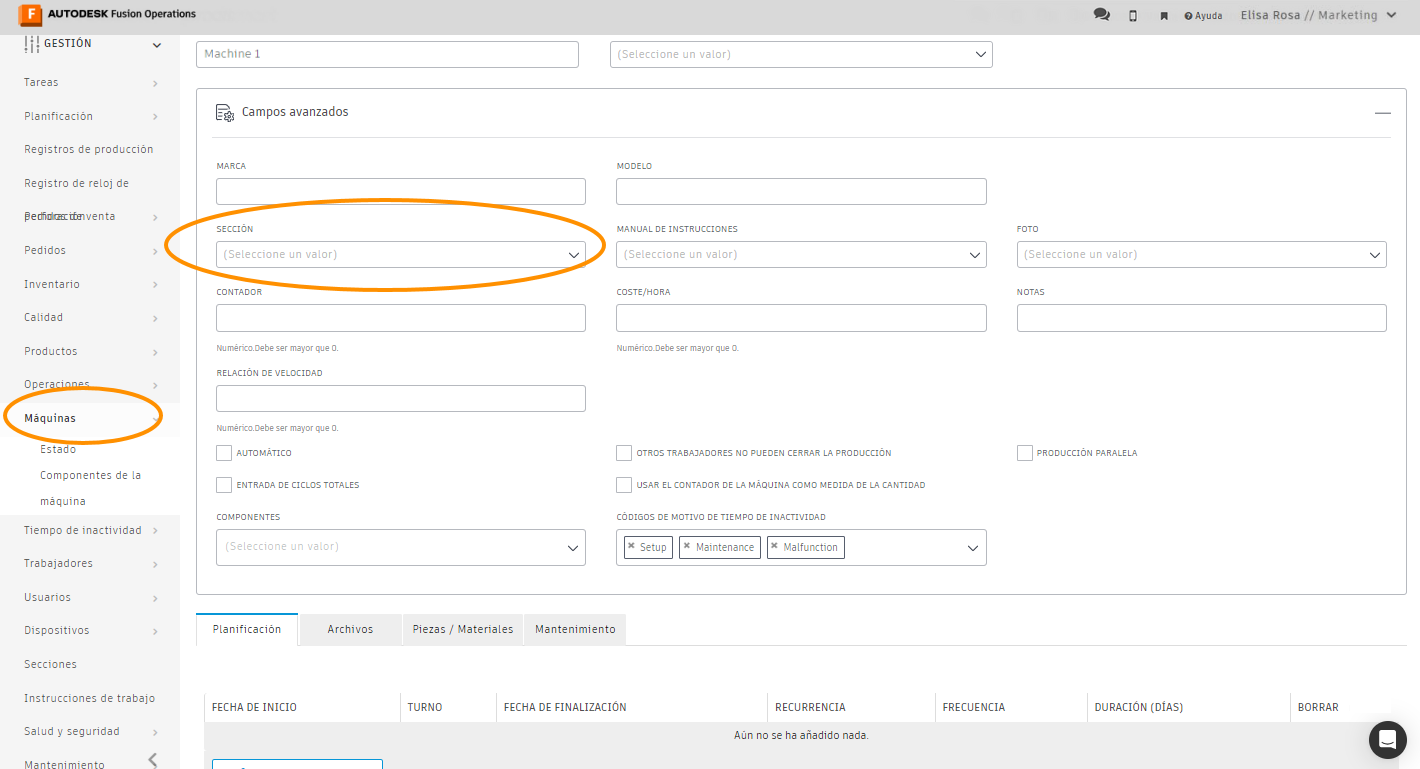 AUTODESK Fusion Operations
Ayuda
Elisa Rosa // Marketing
GESTIÓN
Tareas
Planificación
Registros de producción
Registro de reloj de
Pedidos
Inventario
Calidad
Productos
Operaciones
Máquinas
Estado
Componentes de la
máquina
Tiempo de inactividad
Trabajadores
Usuarios
Dispositivos
Secciones
Instrucciones de trabajo
Salud y seguridad
Mantenimiento
Machine 1
(Seleccione un valor)
Campos avanzados
MARCA
MODELO
SECCIÓN
MANUAL DE INSTRUCCIONES
FOTO
(Seleccione un valor)
(Seleccione un valor)
(Seleccione un valor)
CONTADOR
COSTE/HORA
NOTAS
Numérico.Debe ser mayor que 0.
Numérico.Debe ser mayor que 0.
RELACIÓN DE VELOCIDAD
Numérico.Debe ser mayor que 0.
AUTOMÁTICO
OTROS TRABAJADORES NO PUEDEN CERRAR LA PRODUCCIÓN
PRODUCCIÓN PARALELA
ENTRADA DE CICLOS TOTALES
USAR EL CONTADOR DE LA MÁQUINA COMO MEDIDA DE LA CANTIDAD
COMPONENTES
CÓDIGOS DE MOTIVO DE TIEMPO DE INACTIVIDAD
(Seleccione un valor)
Setup
Maintenance
Malfunction
Planificación
Archivos
Piezas / Materiales
Mantenimiento
FECHA DE INICIO
TURNO
FECHA DE FINALIZACIÓN
RECURRENCIA
FRECUENCIA
DURACIÓN (DÍAS)
BORRAR
Aún no se ha añadido nada.